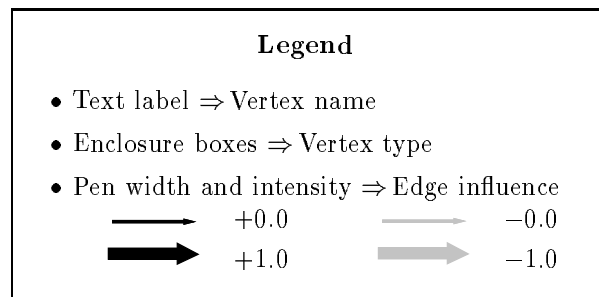 Legend
• Text label ⇒ Vertex name
• Enclosure boxes ⇒ Vertex type
• Pen width and intensity ⇒ Edge influence
+0.0 −0.0
+1.0 −1.0